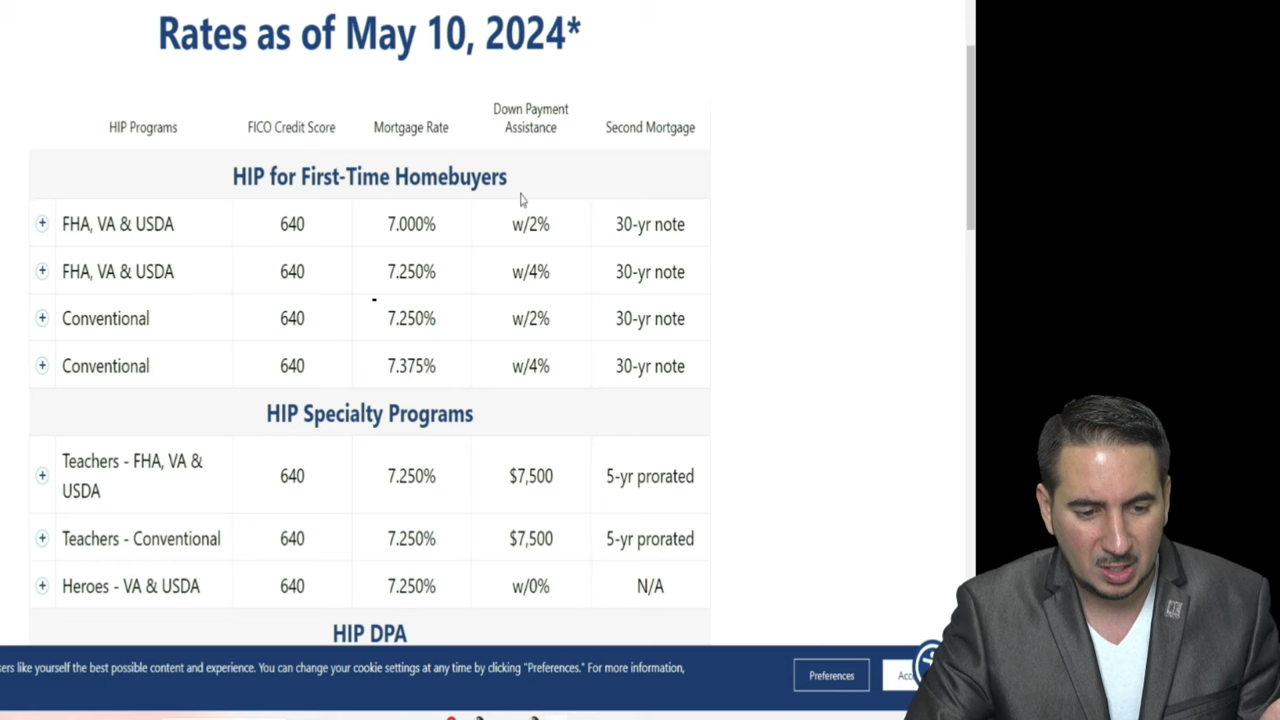 Rates as of May 10, 2024*
HIP Programs FICO Credit Score Mortgage Rate Down Payment Assistance Second Mortgage
HIP for First-Time Homebuyers
FHA, VA & USDA 640 7.000% w/2% 30-yr note
FHA, VA & USDA 640 7.250% w/4% 30-yr note
Conventional 640 7.250% w/2% 30-yr note
Conventional 640 7.375% w/4% 30-yr note
HIP Specialty Programs
Teachers - FHA, VA & USDA 640 7.250% $7,500 5-yr prorated
Teachers - Conventional 640 7.250% $7,500 5-yr prorated
Heroes - VA & USDA 640 7.250% w/0% N/A
HIP DPA
like yourself the best possible content and experience. You can change your cookie settings at any time by clicking "Preferences." For more information,
Preferences